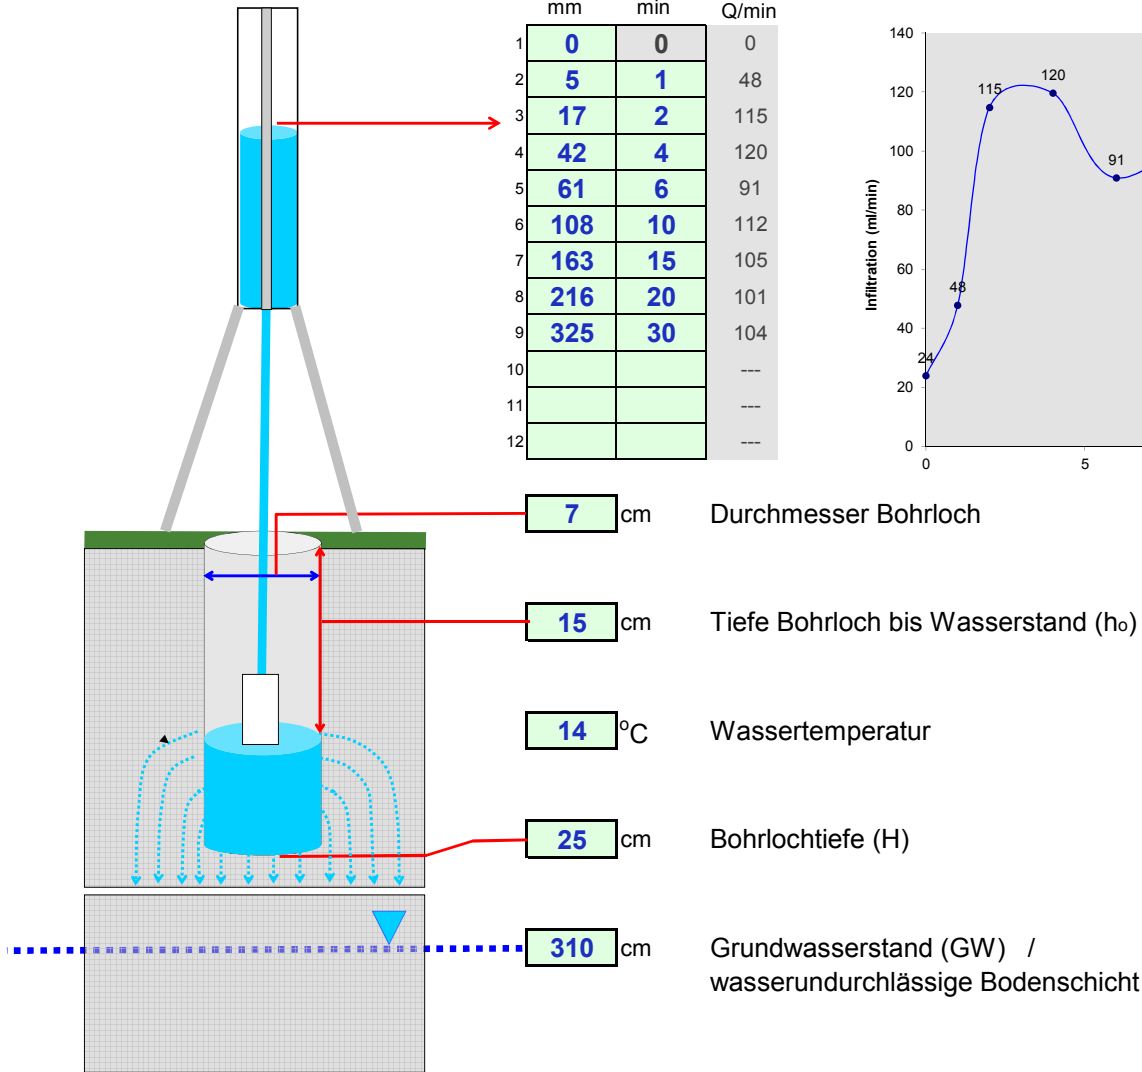 mm min Q/min
1 0 0 0
2 5 1 48
3 17 2 115
4 42 4 120
5 61 6 91
6 108 10 112
7 163 15 105
8 216 20 101
9 325 30 104
10 ---
11 ---
12 ---
140
120
100
80
60
40
20
0
0 5
Infiltration (ml/min)
24
48
115
120
91
7 cm Durchmesser Bohrloch
15 cm Tiefe Bohrloch bis Wasserstand (ho)
14 °C Wassertemperatur
25 cm Bohrlochtiefe (H)
310 cm Grundwasserstand (GW) /
wasserundurchlässige Bodenschicht